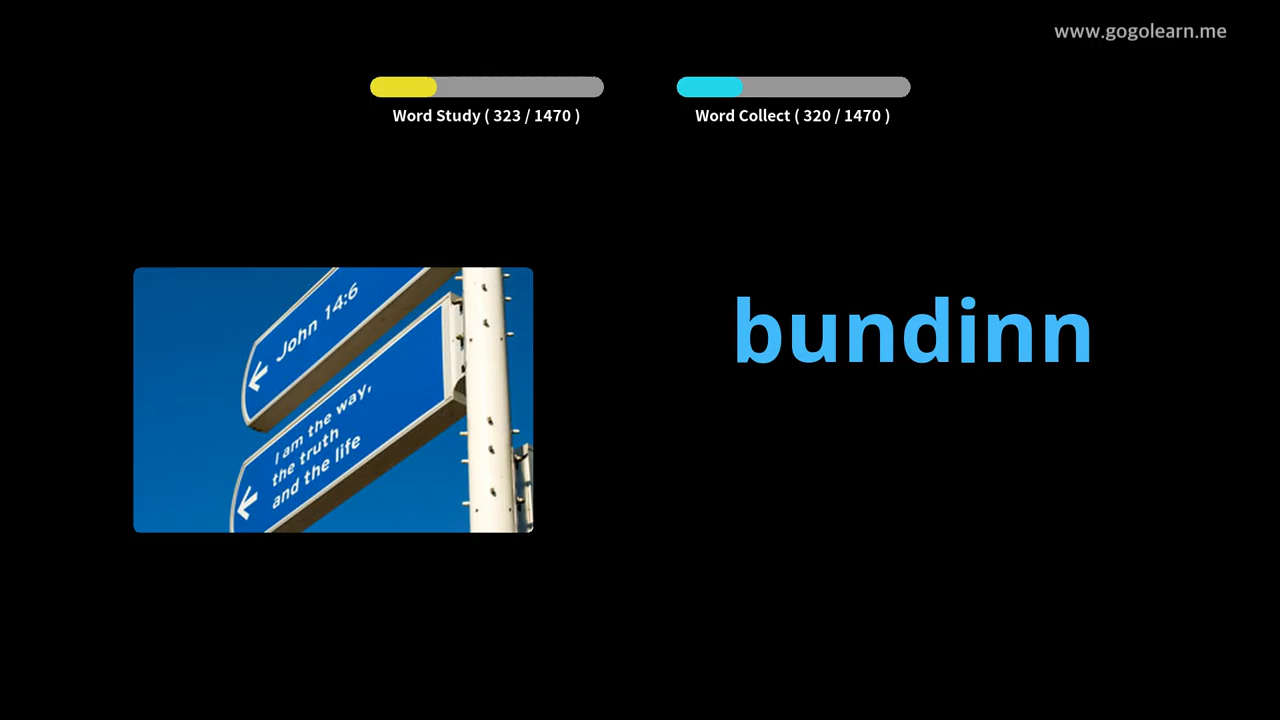 www.gogolearn.me
Word Study ( 323 / 1470 )
Word Collect ( 320 / 1470 )
John 14:6
I am the way,
the truth
and the life
bundinn